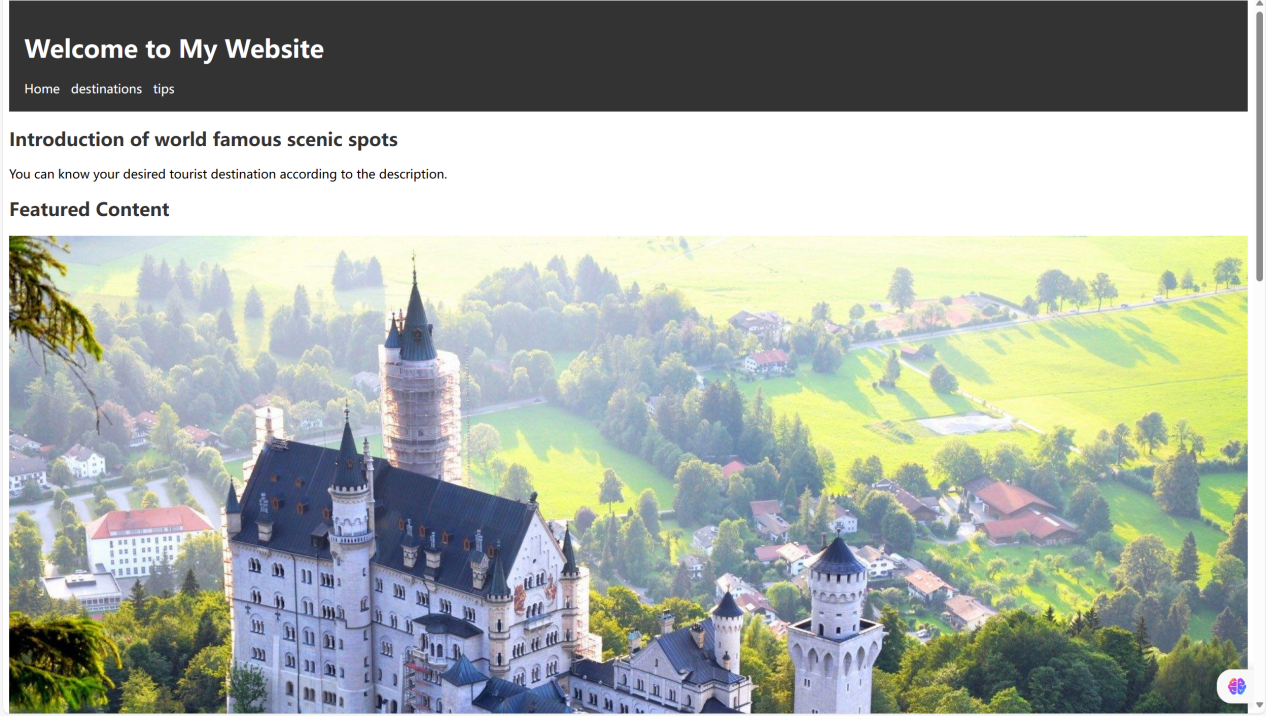 Welcome to My Website
Home destinations tips
Introduction of world famous scenic spots
You can know your desired tourist destination according to the description.
Featured Content